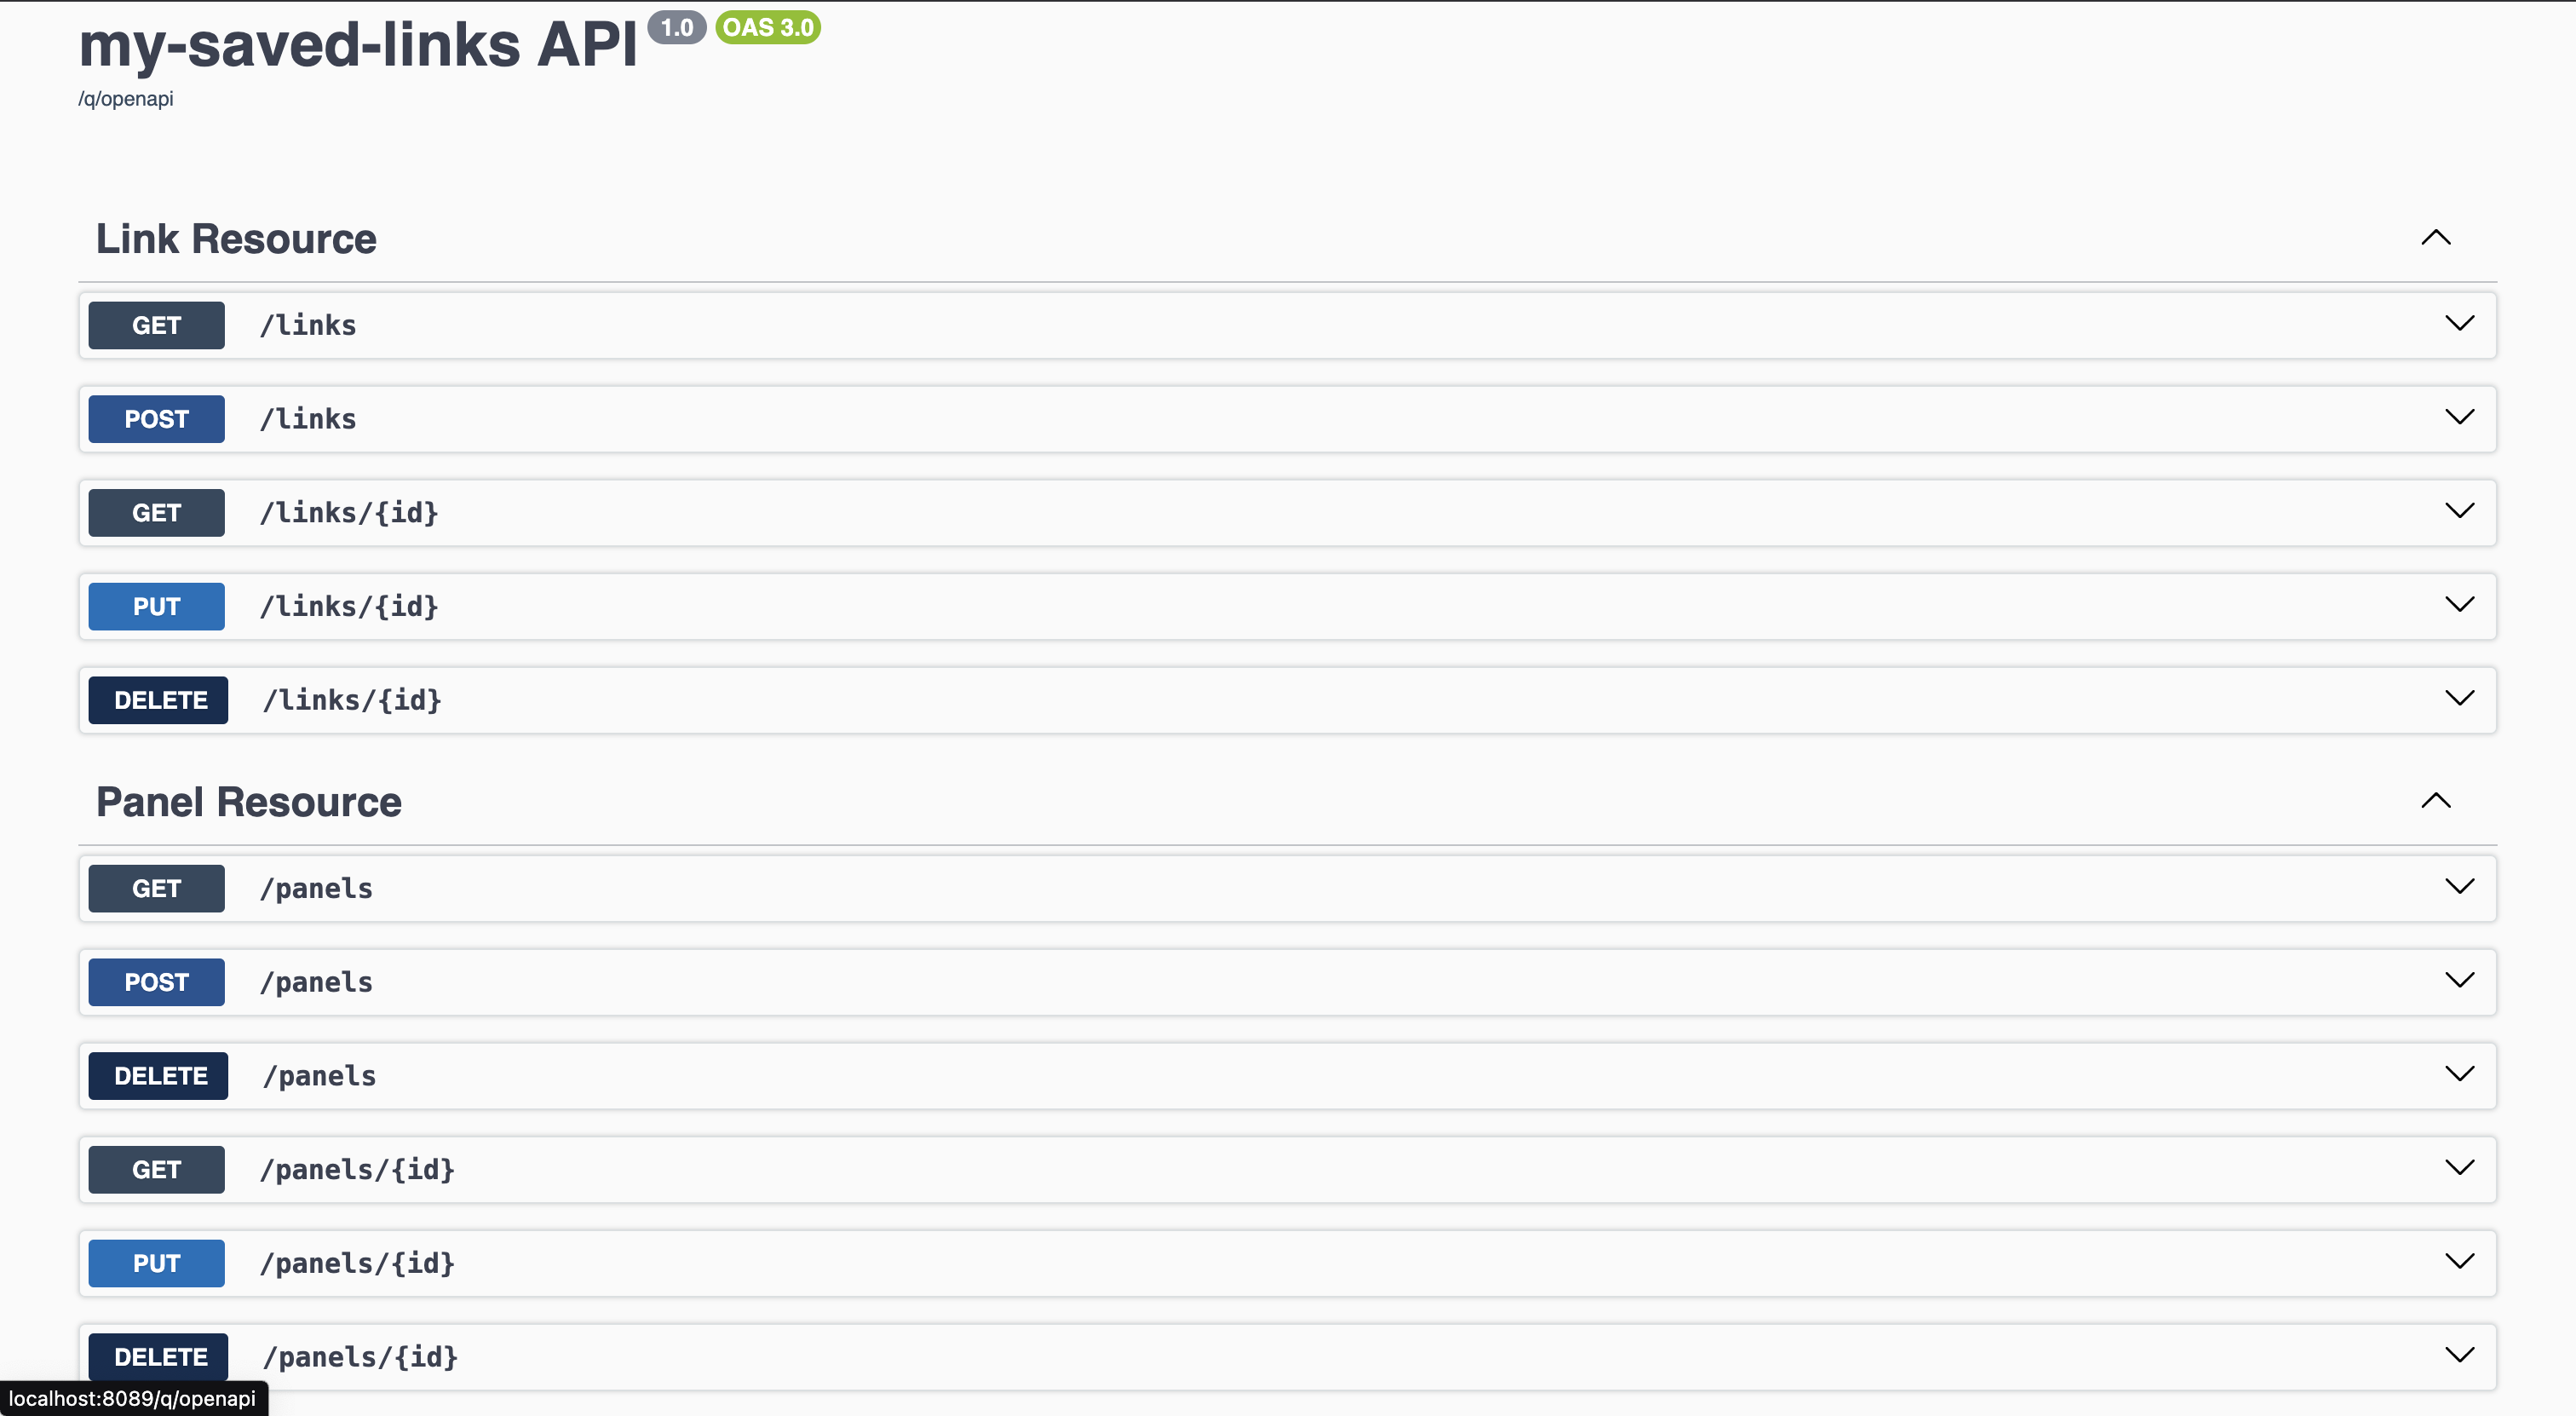 my-saved-links API 1.0 OAS 3.0
/q/openapi
Link Resource
GET /links
POST /links
GET /links/{id}
PUT /links/{id}
DELETE /links/{id}
Panel Resource
GET /panels
POST /panels
DELETE /panels
GET /panels/{id}
PUT /panels/{id}
DELETE /panels/{id}
localhost:8089/q/openapi